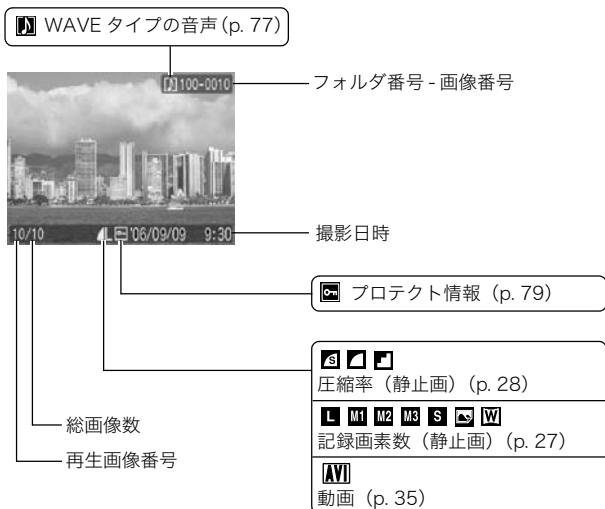 WAVE タイプの音声(p. 77)
100-0010
フォルダ番号 - 画像番号
10/10 L '06/09/09 9:30
撮影日時
プロテクト情報（p. 79）
S
圧縮率（静止画）(p. 28)
L M1 M2 M3 S W
記録画素数（静止画）(p. 27)
AVI
動画（p. 35）
総画像数
再生画像番号